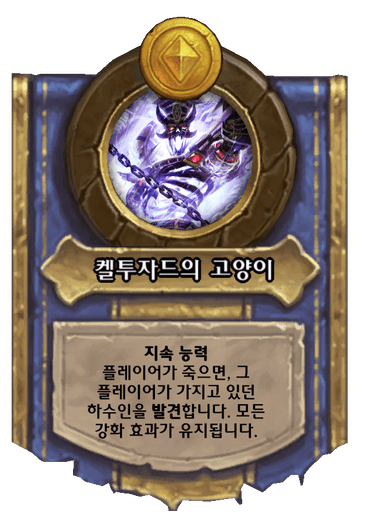 켈투자드의 고양이
지속 능력
플레이어가 죽으면, 그
플레이어가 가지고 있던
하수인을 발견합니다. 모든
강화 효과가 유지됩니다.